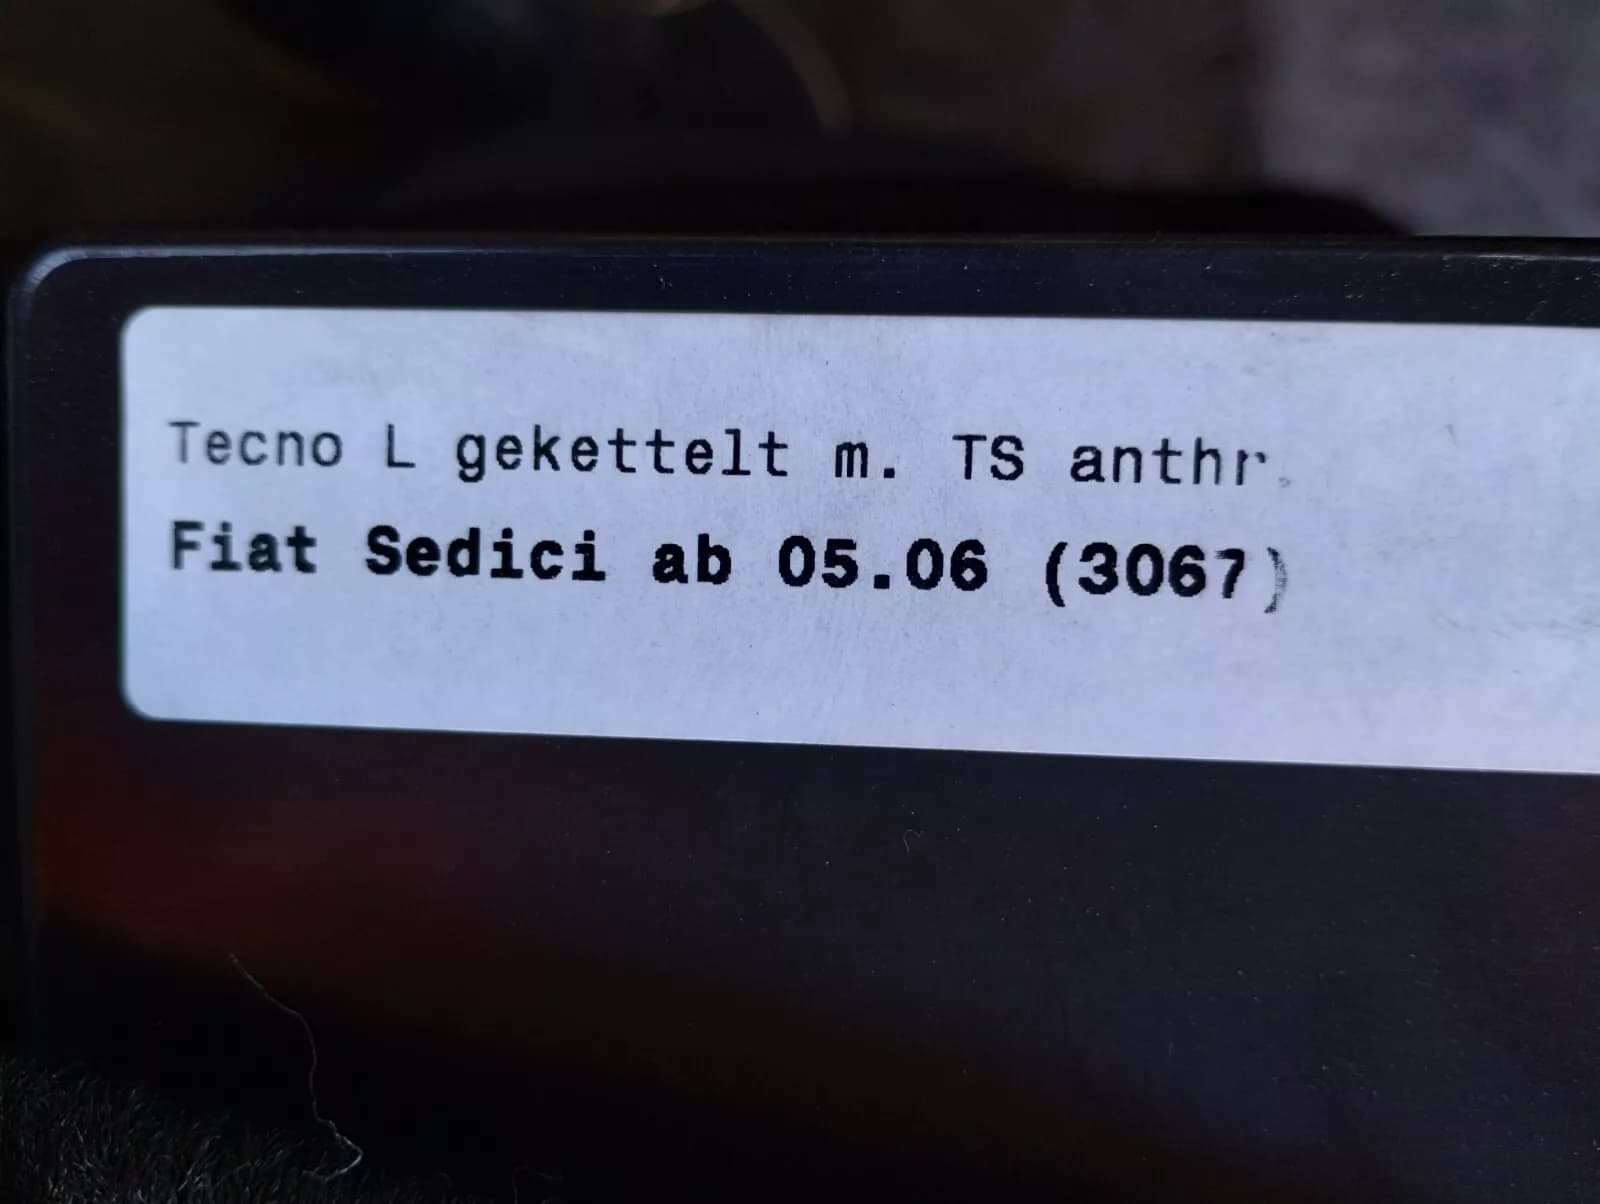 Tecno L gekettelt m. TS anthr.
Fiat Sedici ab 05.06 (3067)